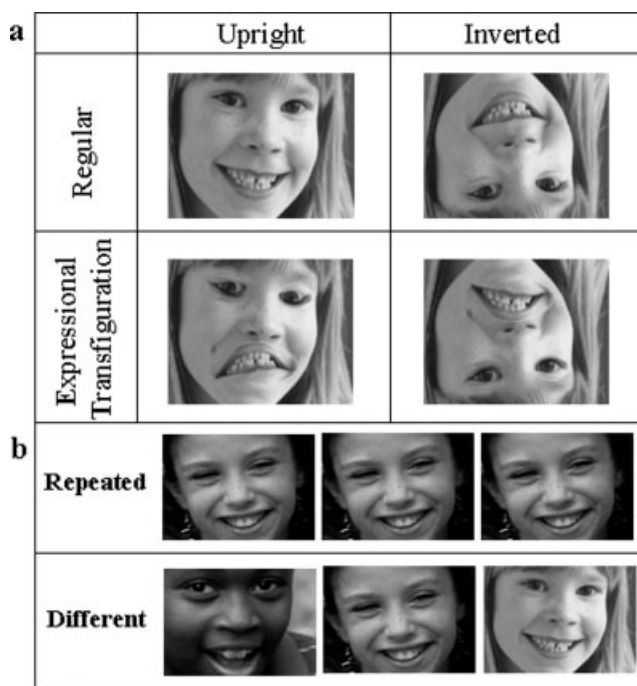 a
Upright Inverted
Regular
Expressional
Transfiguration
b
Repeated
Different